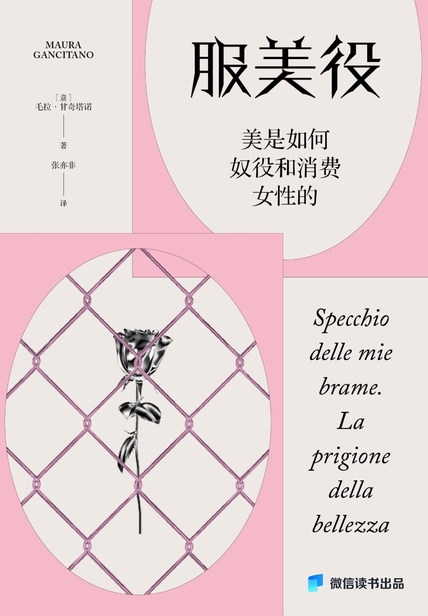 MAURA
GANCITANO
[意]
毛拉·甘奇塔诺
著
张亦非
译
服美役
美是如何
奴役和消费
女性的
Specchio
delle mie
brame.
La
prigione
della
bellezza
微信读书出品